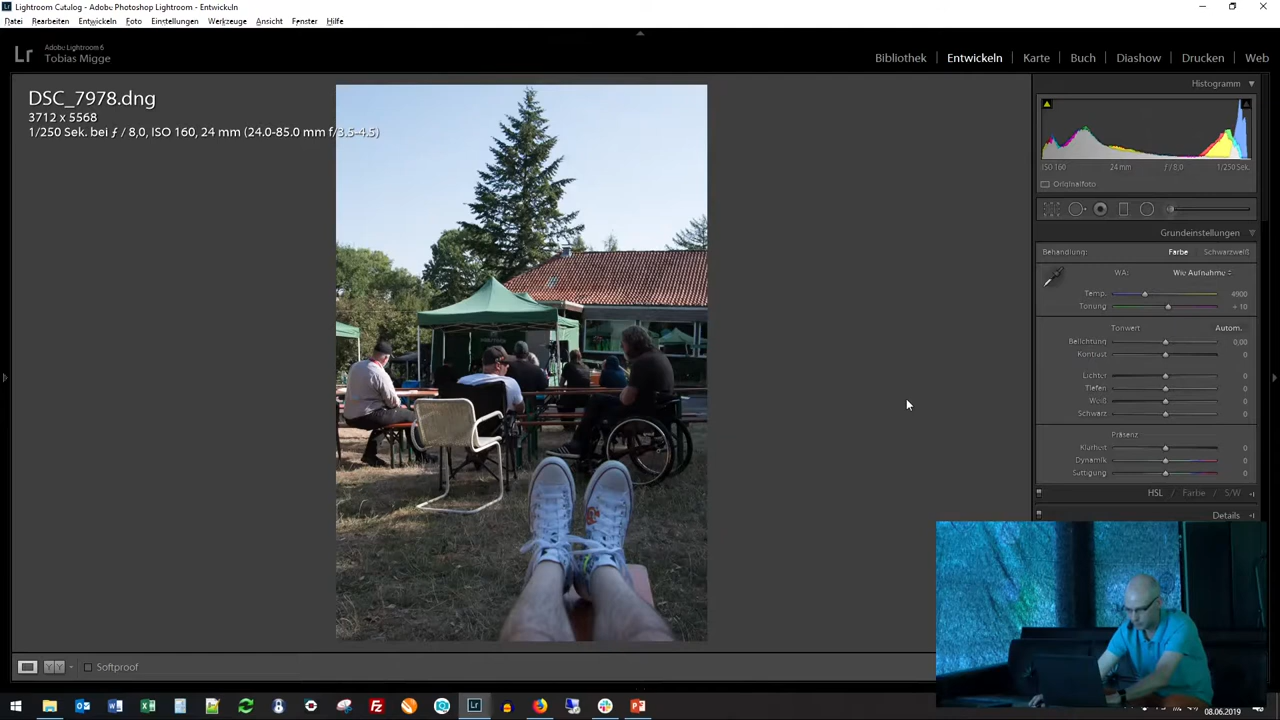 Lightroom Catalog - Adobe Photoshop Lightroom - Entwickeln
Datei Bearbeiten Entwickeln Foto Einstellungen Werkzeuge Ansicht Fenster Hilfe
Lr
Adobe Lightroom 6
Tobias Migge
Bibliothek Entwickeln Karte Buch Diashow Drucken Web
DSC_7978.dng
3712 x 5568
1/250 Sek. bei ƒ / 8,0, ISO 160, 24 mm (24.0-85.0 mm f/3.5-4.5)
Histogramm
ISO 160 24 mm ƒ / 8,0 1/250 Sek.
Originalfoto
Grundeinstellungen
Behandlung: Farbe Schwarzweiß
WA: Wie Aufnahme
Temp. 4900
Tonung + 10
Tonwert Autom.
Belichtung 0,00
Kontrast 0
Lichter 0
Tiefen 0
Weiß 0
Schwarz 0
Präsenz
Klarheit 0
Dynamik 0
Sättigung 0
HSL / Farbe / S/W
Details
Softproof
08.06.2019